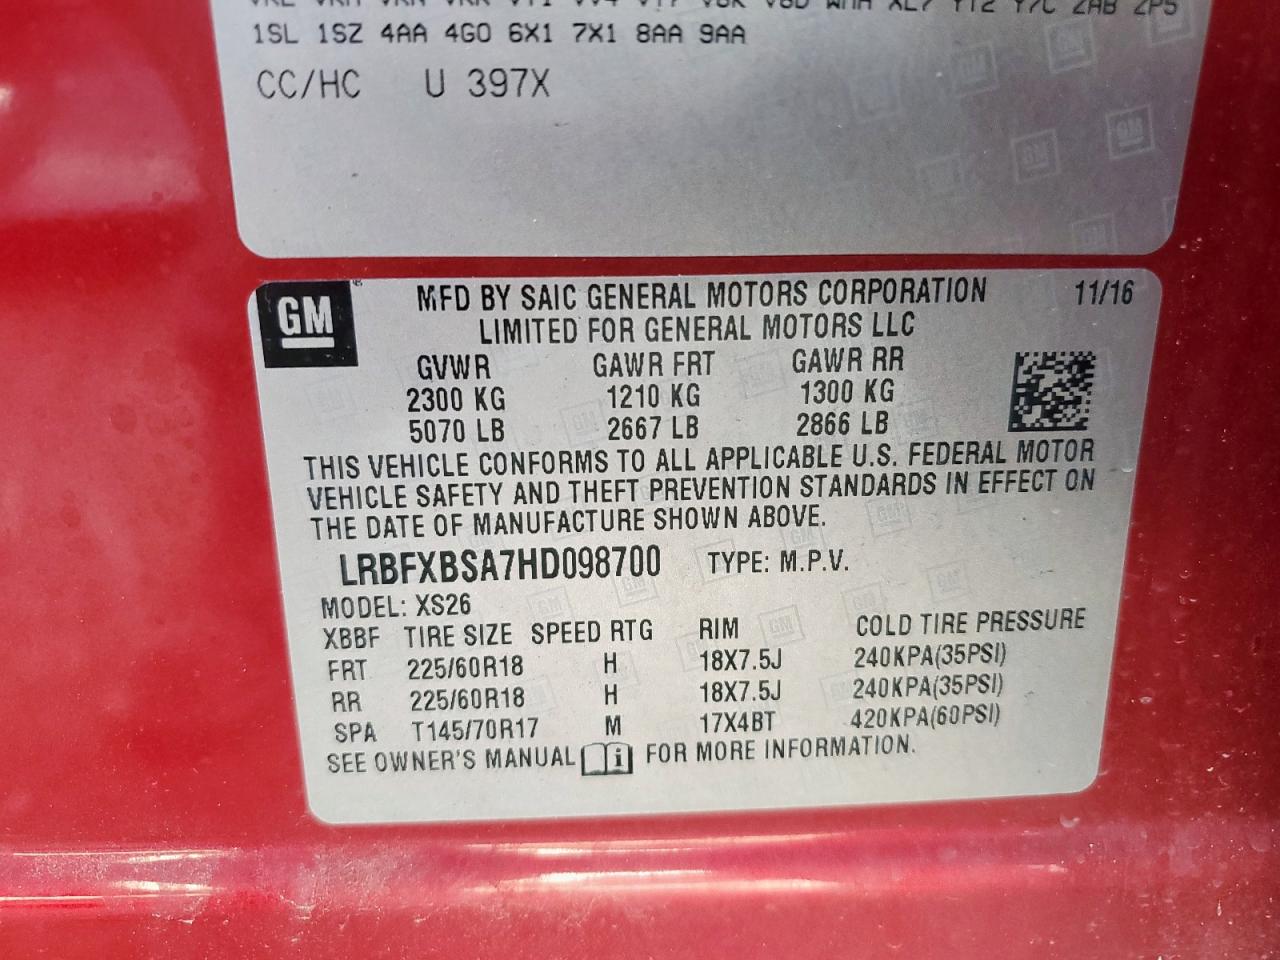 1SL 1SZ 4AA 4G0 6X1 7X1 8AA 9AA
CC/HC U 397X
GM
MFD BY SAIC GENERAL MOTORS CORPORATION 11/16
LIMITED FOR GENERAL MOTORS LLC
GVWR GAWR FRT GAWR RR
2300 KG 1210 KG 1300 KG
5070 LB 2667 LB 2866 LB
THIS VEHICLE CONFORMS TO ALL APPLICABLE U.S. FEDERAL MOTOR
VEHICLE SAFETY AND THEFT PREVENTION STANDARDS IN EFFECT ON
THE DATE OF MANUFACTURE SHOWN ABOVE.
LRBFXBSA7HD098700 TYPE: M.P.V.
MODEL: XS26
XBBF TIRE SIZE SPEED RTG RIM COLD TIRE PRESSURE
FRT 225/60R18 H 18X7.5J 240KPA(35PSI)
RR 225/60R18 H 18X7.5J 240KPA(35PSI)
SPA T145/70R17 M 17X4BT 420KPA(60PSI)
SEE OWNER'S MANUAL i FOR MORE INFORMATION.